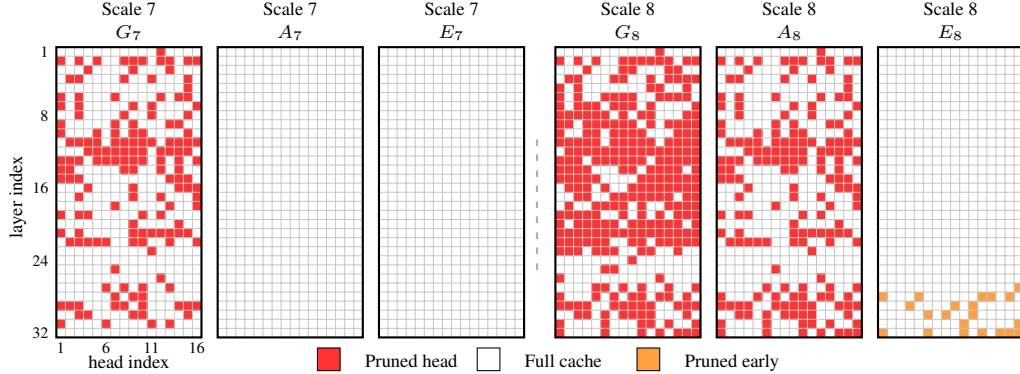 Scale 7 Scale 7 Scale 7 Scale 8 Scale 8 Scale 8
G7 A7 E7 G8 A8 E8
1
8
16
24
32
layer index
1 6 11 16
head index
Pruned head Full cache Pruned early